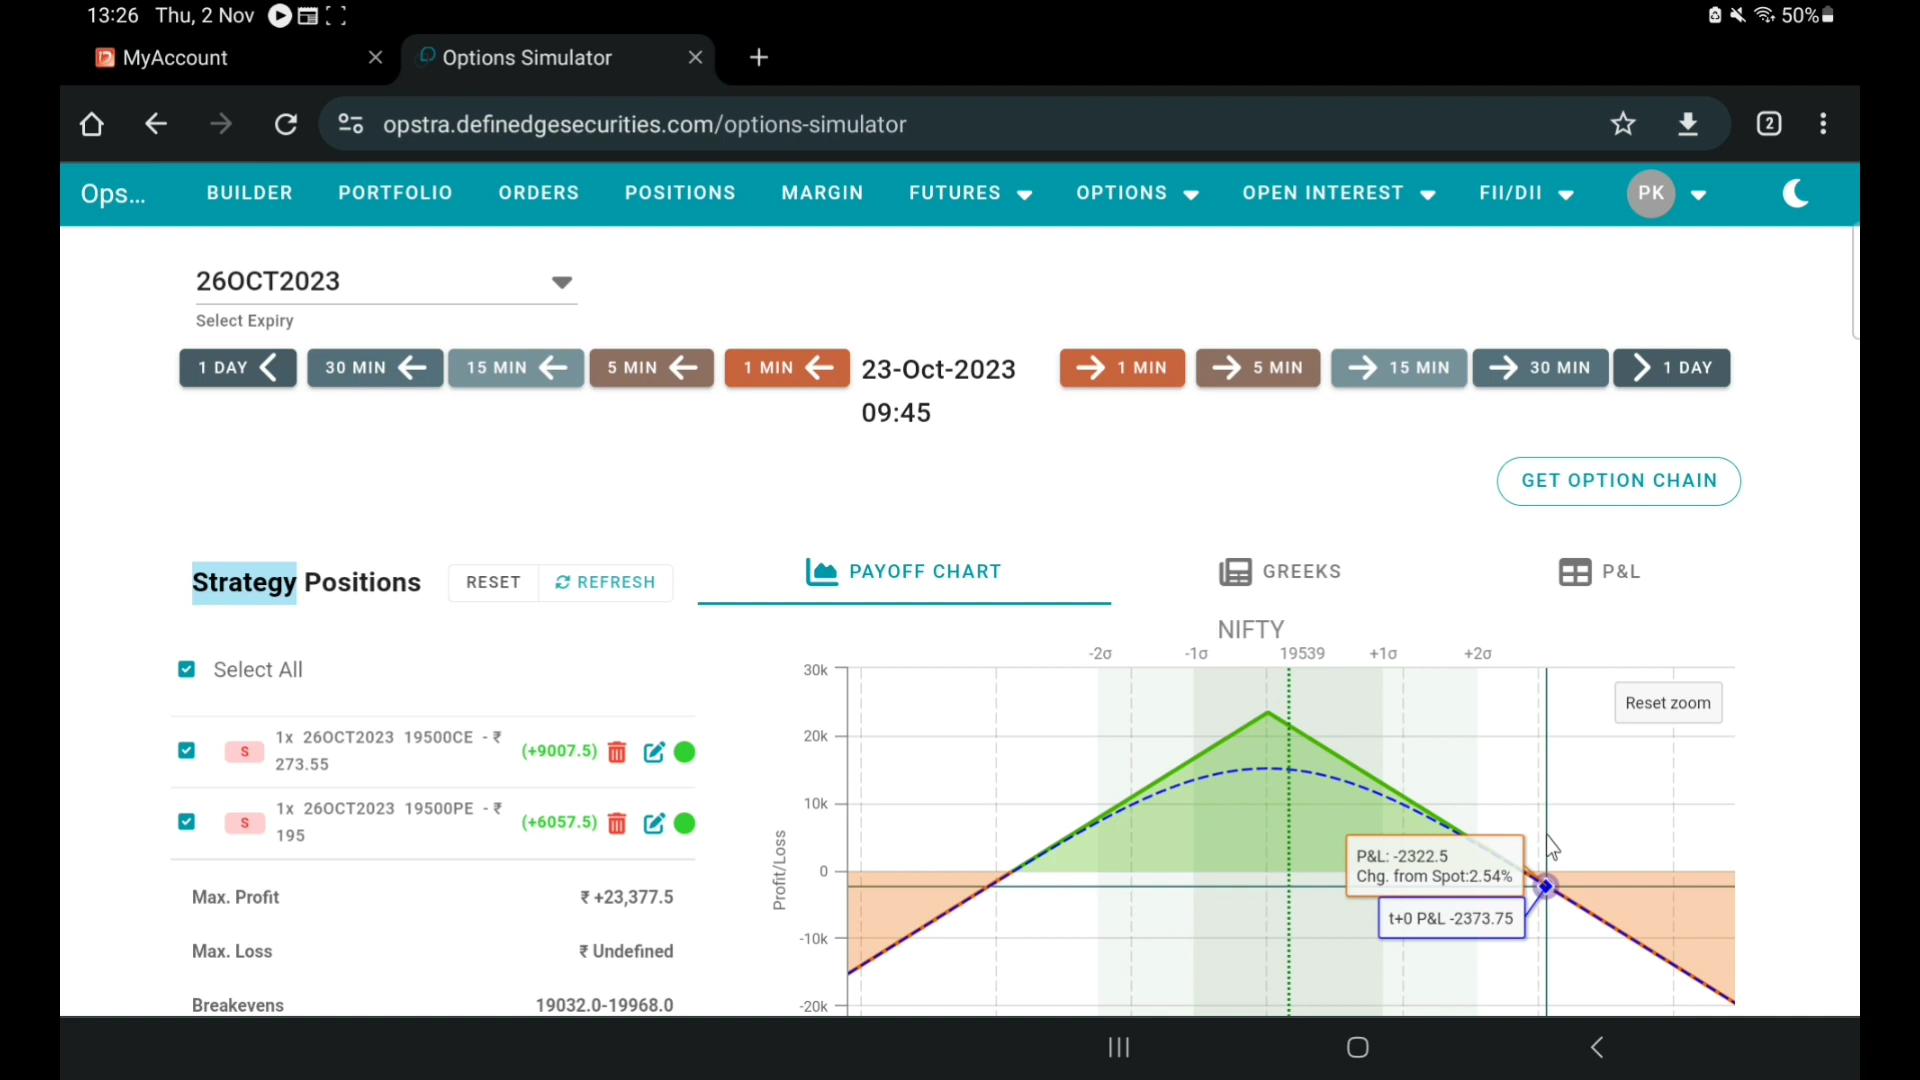 13:26 Thu, 2 Nov
50%
MyAccount
Options Simulator
opstra.definedgesecurities.com/options-simulator
2
Ops...
BUILDER
PORTFOLIO
ORDERS
POSITIONS
MARGIN
FUTURES
OPTIONS
OPEN INTEREST
FII/DII
PK
26OCT2023
Select Expiry
1 DAY
30 MIN
15 MIN
5 MIN
1 MIN
23-Oct-2023
09:45
1 MIN
5 MIN
15 MIN
30 MIN
1 DAY
GET OPTION CHAIN
Strategy Positions
RESET
REFRESH
PAYOFF CHART
GREEKS
P&L
NIFTY
-2σ
-1σ
19539
+1σ
+2σ
Select All
S
1x 26OCT2023 19500CE - ₹
273.55
(+9007.5)
S
1x 26OCT2023 19500PE - ₹
195
(+6057.5)
Max. Profit
₹ +23,377.5
Max. Loss
₹ Undefined
Breakevens
19032.0-19968.0
Profit/Loss
30k
20k
10k
0
-10k
-20k
Reset zoom
P&L: -2322.5
Chg. from Spot:2.54%
t+0 P&L -2373.75